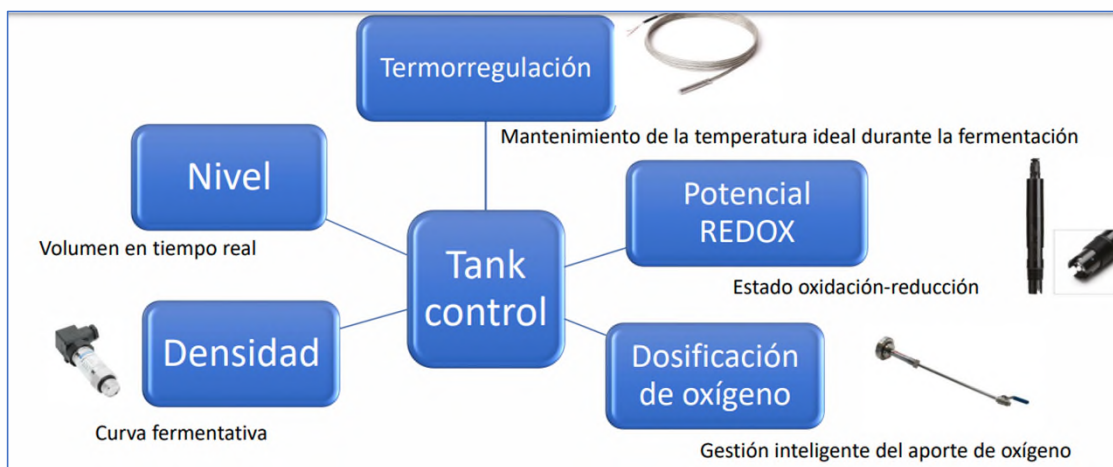 Termorregulación
Mantenimiento de la temperatura ideal durante la fermentación
Nivel
Volumen en tiempo real
Potencial
REDOX
Estado oxidación-reducción
Tank
control
Densidad
Curva fermentativa
Dosificación
de oxígeno
Gestión inteligente del aporte de oxígeno